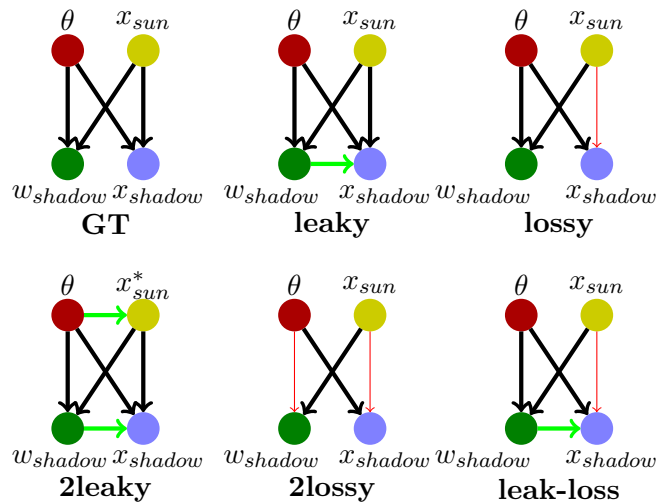 θ x_sun θ x_sun θ x_sun
w_shadow x_shadow w_shadow x_shadow w_shadow x_shadow
GT leaky lossy
θ x*_sun θ x_sun θ x_sun
w_shadow x_shadow w_shadow x_shadow w_shadow x_shadow
2leaky 2lossy leak-loss